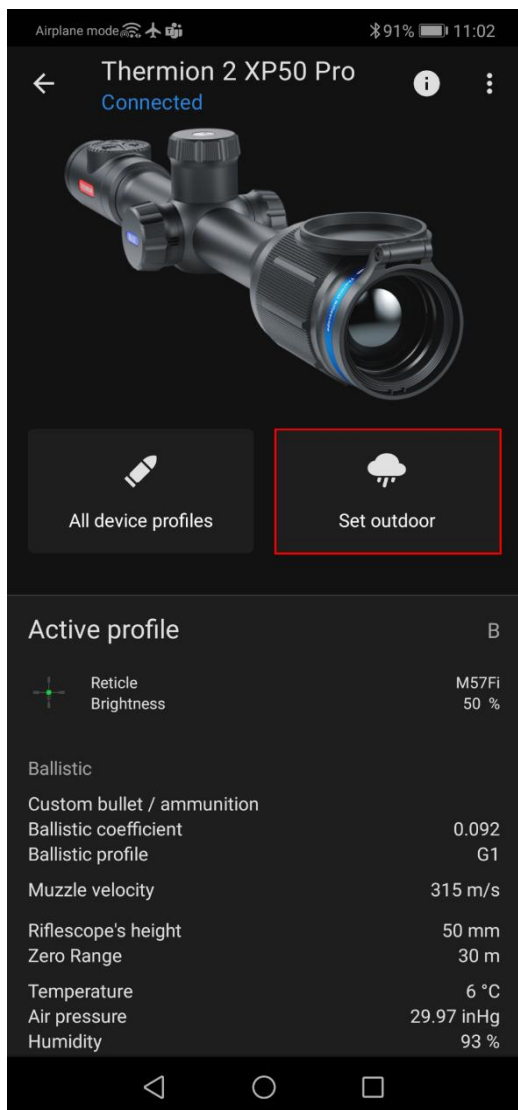 Airplane mode 91% 11:02
Thermion 2 XP50 Pro
Connected
All device profiles
Set outdoor
Active profile B
Reticle M57Fi
Brightness 50 %
Ballistic
Custom bullet / ammunition
Ballistic coefficient 0.092
Ballistic profile G1
Muzzle velocity 315 m/s
Riflescope's height 50 mm
Zero Range 30 m
Temperature 6 °C
Air pressure 29.97 inHg
Humidity 93 %